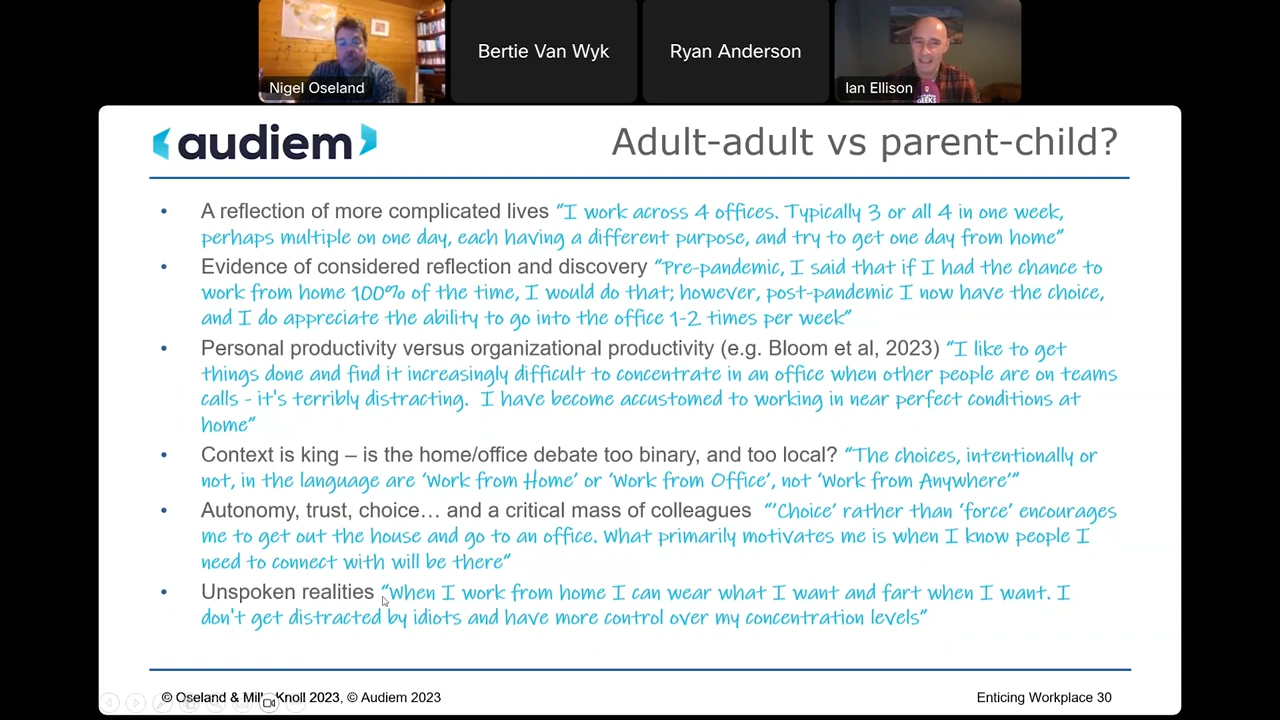 Nigel Oseland
Bertie Van Wyk
Ryan Anderson
Ian Ellison
audiem
Adult-adult vs parent-child?
• A reflection of more complicated lives “I work across 4 offices. Typically 3 or all 4 in one week,
perhaps multiple on one day, each having a different purpose, and try to get one day from home”
• Evidence of considered reflection and discovery “Pre-pandemic, I said that if I had the chance to
work from home 100% of the time, I would do that; however, post-pandemic I now have the choice,
and I do appreciate the ability to go into the office 1-2 times per week”
• Personal productivity versus organizational productivity (e.g. Bloom et al, 2023) “I like to get
things done and find it increasingly difficult to concentrate in an office when other people are on teams
calls - it's terribly distracting. I have become accustomed to working in near perfect conditions at
home”
• Context is king – is the home/office debate too binary, and too local? “The choices, intentionally or
not, in the language are ‘Work from Home’ or ‘Work from Office’, not ‘Work from Anywhere’”
• Autonomy, trust, choice… and a critical mass of colleagues “‘Choice’ rather than ‘force’ encourages
me to get out the house and go to an office. What primarily motivates me is when I know people I
need to connect with will be there”
• Unspoken realities “When I work from home I can wear what I want and fart when I want. I
don't get distracted by idiots and have more control over my concentration levels”
© Oseland & Knoll 2023, © Audiem 2023
Enticing Workplace 30